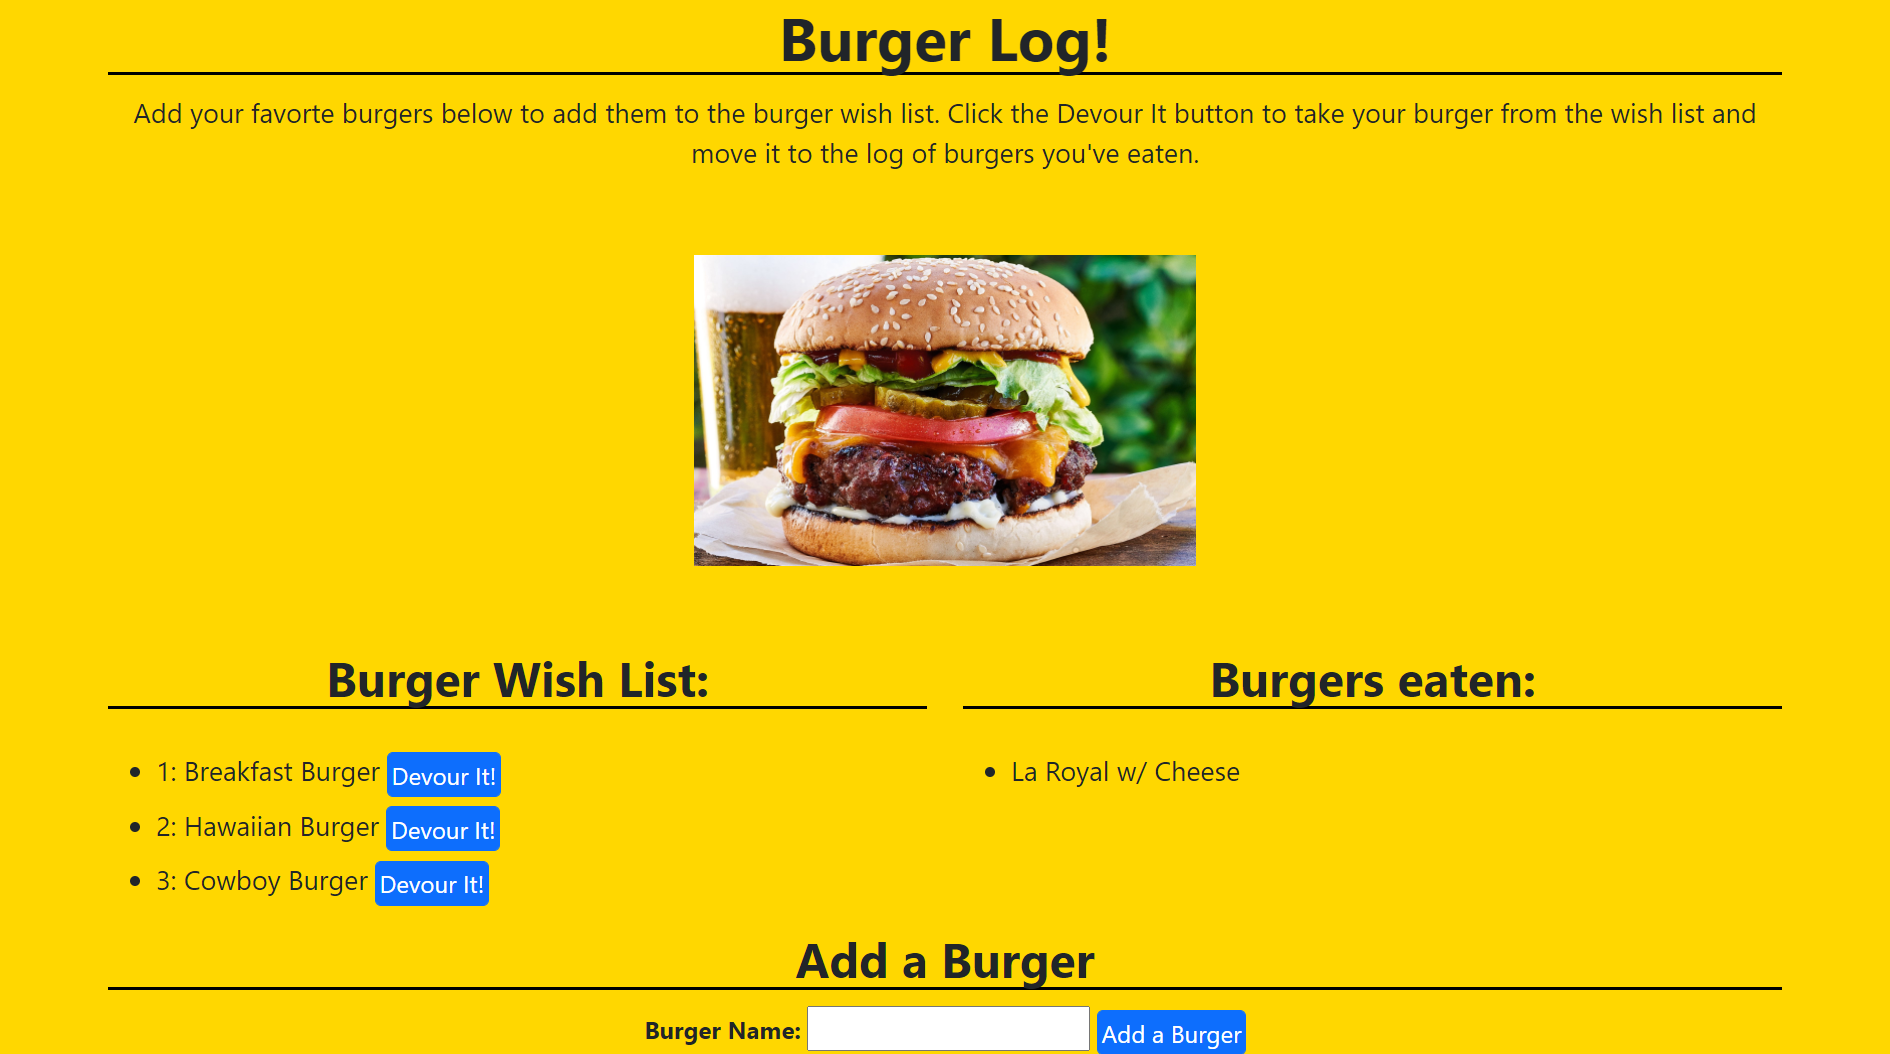 Burger Log!
Add your favorte burgers below to add them to the burger wish list. Click the Devour It button to take your burger from the wish list and
move it to the log of burgers you've eaten.
Burger Wish List:
1: Breakfast Burger Devour It!
2: Hawaiian Burger Devour It!
3: Cowboy Burger Devour It!
Burgers eaten:
La Royal w/ Cheese
Add a Burger
Burger Name: Add a Burger